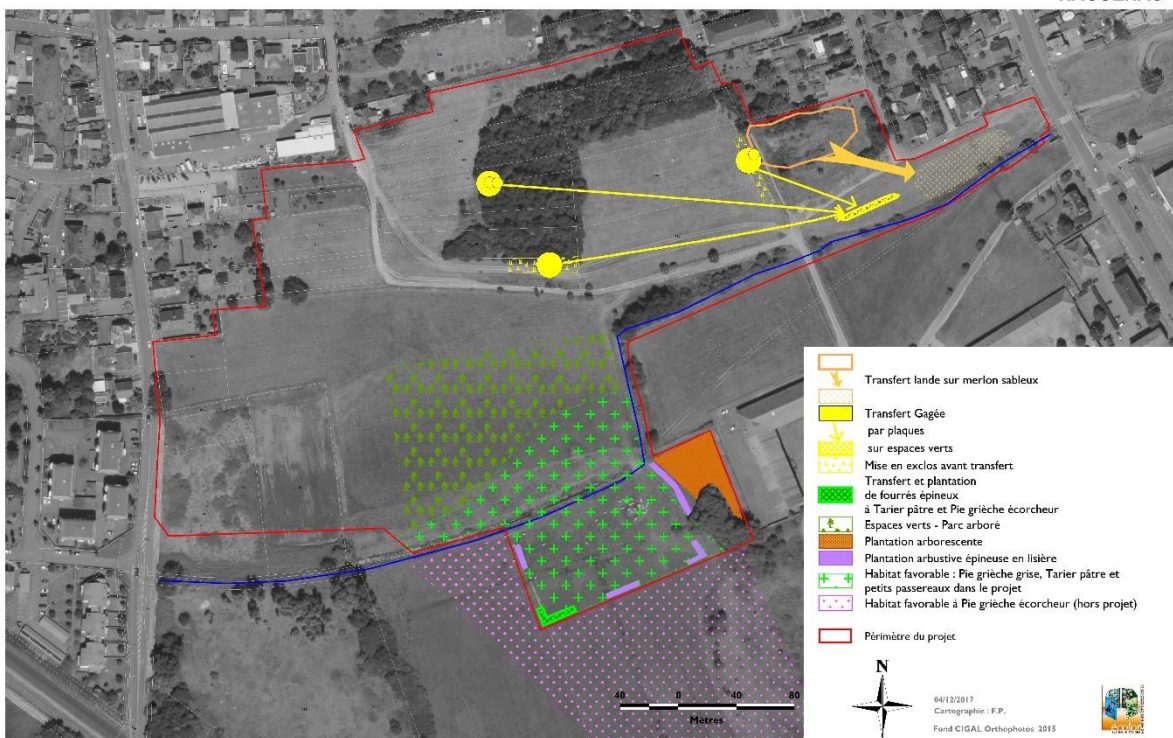 Transfert lande sur merlon sableux
Transfert Gagée
par plaques
sur espaces verts
Mise en exclos avant transfert
Transfert et plantation
de fourrés épineux
à Tarier pâtre et Pie grièche écorcheur
Espaces verts - Parc arboré
Plantation arborescente
Plantation arbustive épineuse en lisière
Habitat favorable : Pie grièche grise, Tarier pâtre et
petits passereaux dans le projet
Habitat favorable à Pie grièche écorcheur (hors projet)
Périmètre du projet
N
04/12/2017
Cartographie : F.P.
Fond CIGAL Orthophotos 2015
40 0 40 80
Mètres